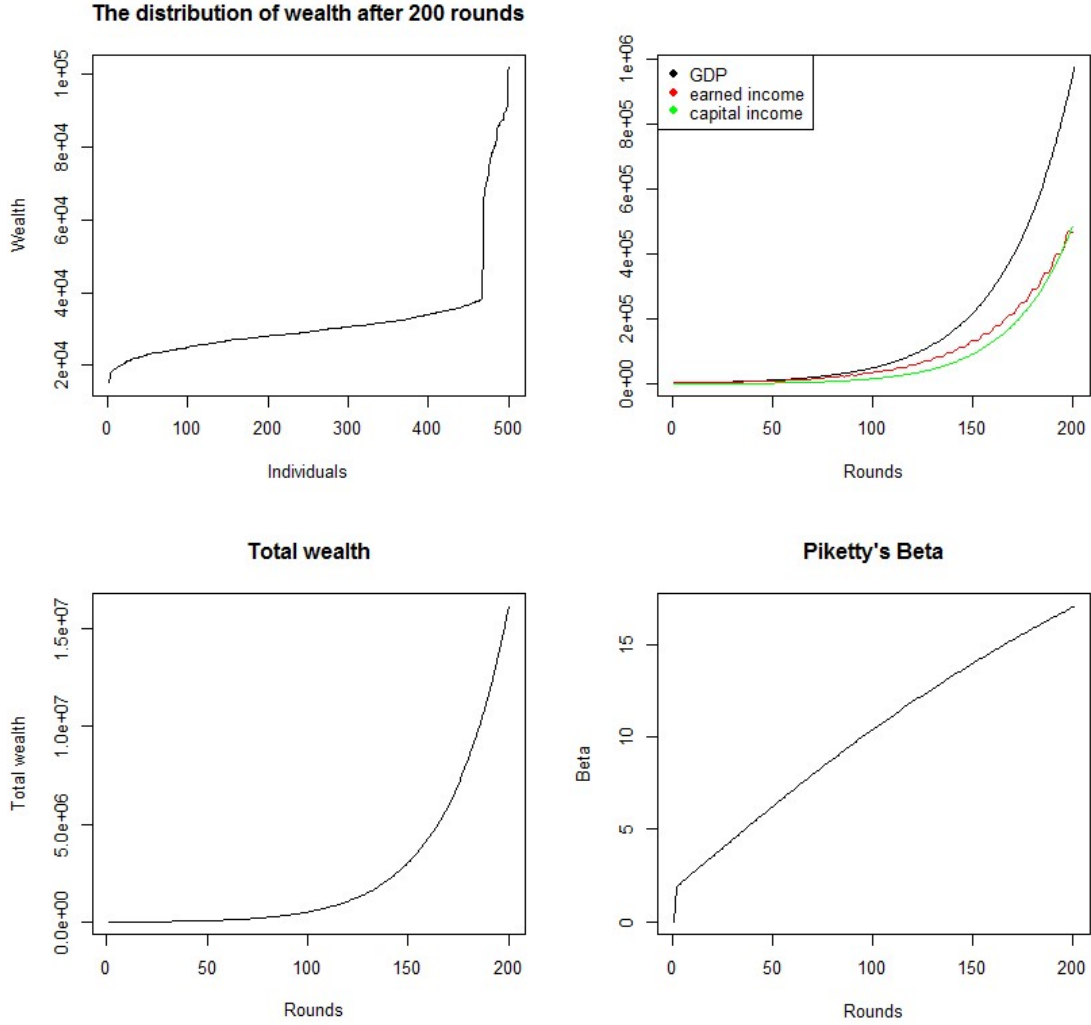 The distribution of wealth after 200 rounds
Wealth
1e+05
8e+04
6e+04
4e+04
2e+04
0 100 200 300 400 500
Individuals
GDP
earned income
capital income
1e+06
8e+05
6e+05
4e+05
2e+05
0e+00
0 50 100 150 200
Rounds
Total wealth
Total wealth
1.5e+07
1.0e+07
5.0e+06
0.0e+00
0 50 100 150 200
Rounds
Piketty's Beta
Beta
15
10
5
0
0 50 100 150 200
Rounds